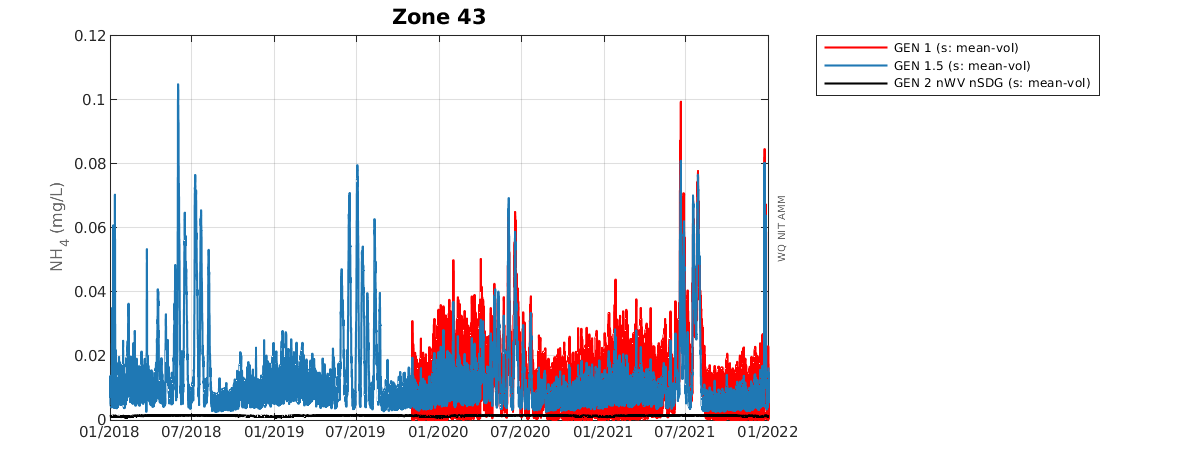 Zone 43
0.12
0.1
0.08
0.06
0.04
0.02
0
NH4 (mg/L)
01/2018 07/2018 01/2019 07/2019 01/2020 07/2020 01/2021 07/2021 01/2022
WQ NIT AMM
GEN 1 (s: mean-vol)
GEN 1.5 (s: mean-vol)
GEN 2 nWV nSDG (s: mean-vol)